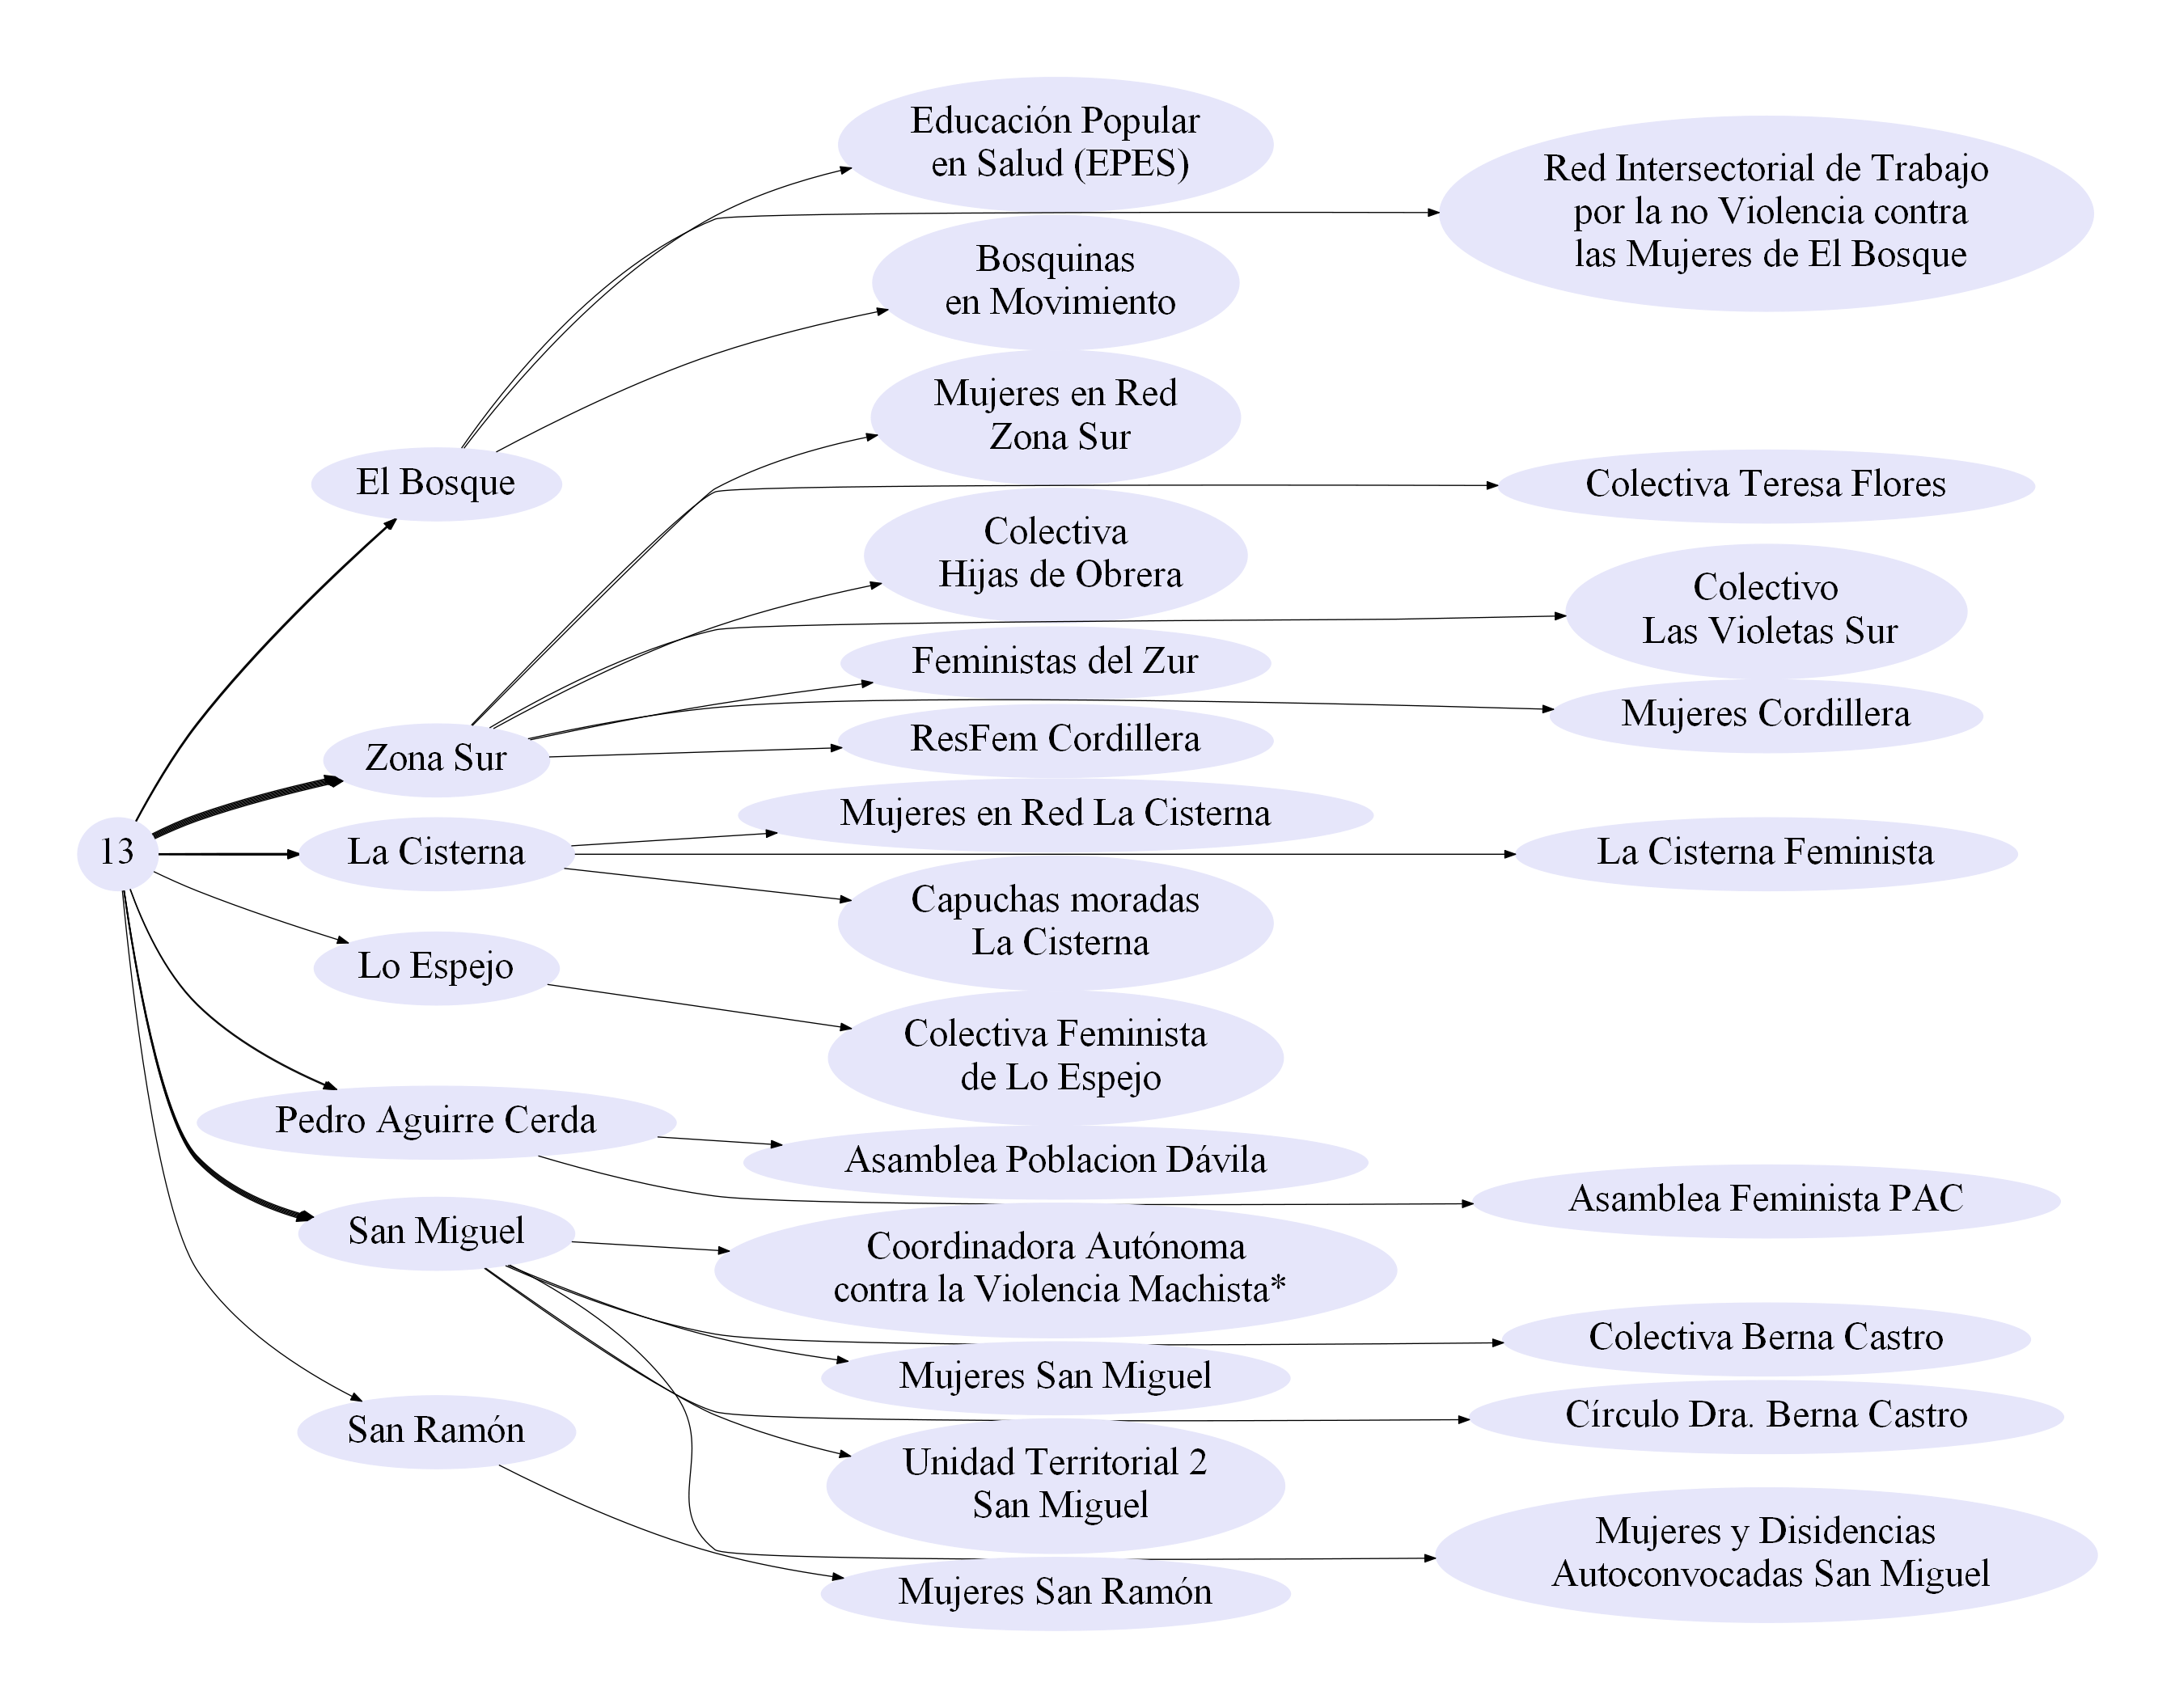 13
El Bosque
Zona Sur
La Cisterna
Lo Espejo
Pedro Aguirre Cerda
San Miguel
San Ramón
Educación Popular
en Salud (EPES)
Bosquinas
en Movimiento
Mujeres en Red
Zona Sur
Colectiva
Hijas de Obrera
Feministas del Zur
ResFem Cordillera
Mujeres en Red La Cisterna
Capuchas moradas
La Cisterna
Colectiva Feminista
de Lo Espejo
Asamblea Poblacion Dávila
Coordinadora Autónoma
contra la Violencia Machista*
Mujeres San Miguel
Unidad Territorial 2
San Miguel
Mujeres San Ramón
Red Intersectorial de Trabajo
por la no Violencia contra
las Mujeres de El Bosque
Colectiva Teresa Flores
Colectivo
Las Violetas Sur
Mujeres Cordillera
La Cisterna Feminista
Asamblea Feminista PAC
Colectiva Berna Castro
Círculo Dra. Berna Castro
Mujeres y Disidencias
Autoconvocadas San Miguel